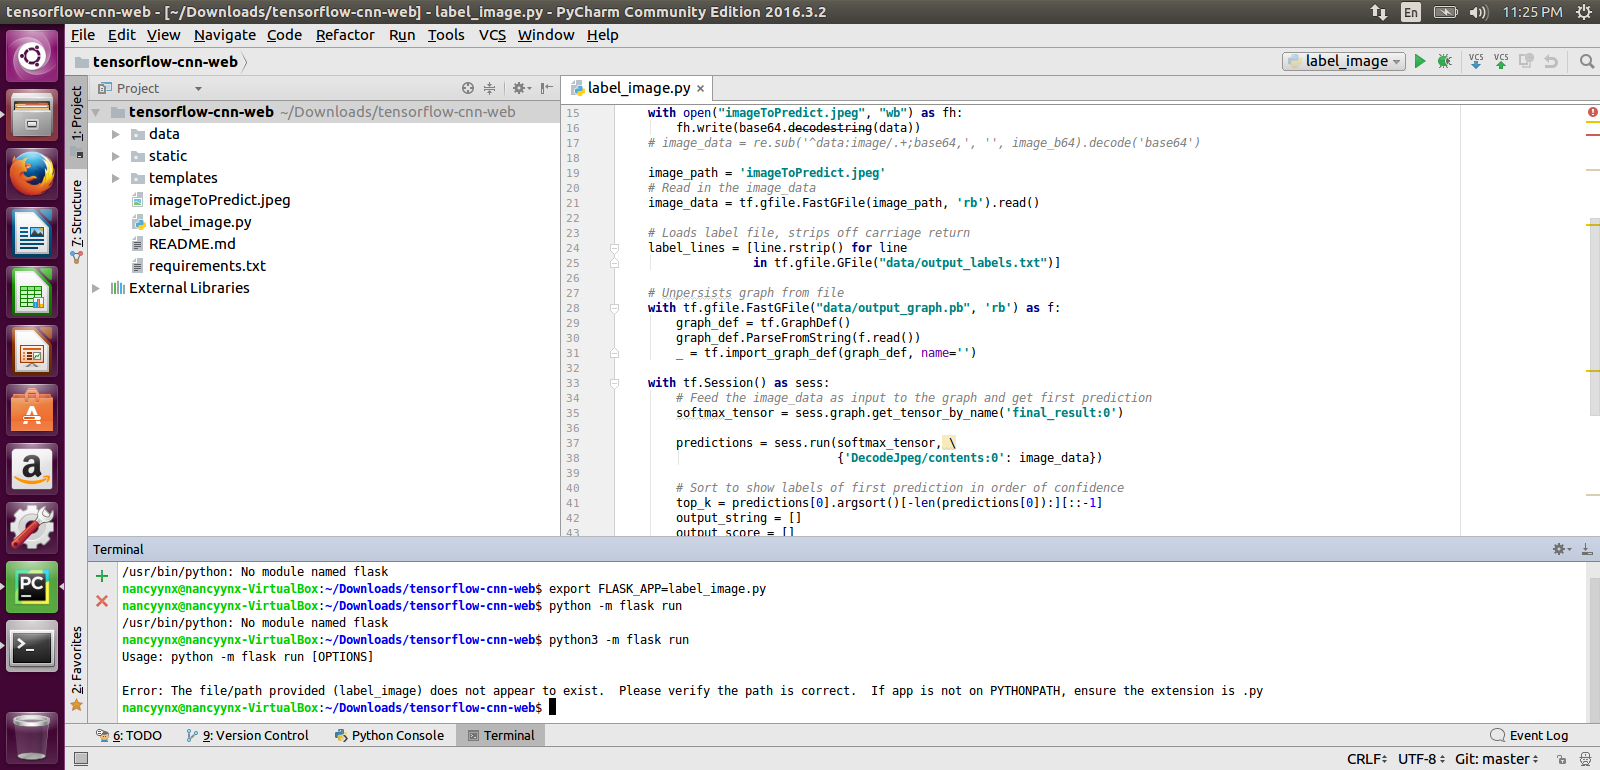 tensorflow-cnn-web - [~/Downloads/tensorflow-cnn-web] - label_image.py - PyCharm Community Edition 2016.3.2
En
11:25 PM
File Edit View Navigate Code Refactor Run Tools VCS Window Help
tensorflow-cnn-web
label_image
VCS
VCS
Project
label_image.py ×
1: Project
7: Structure
2: Favorites
tensorflow-cnn-web ~/Downloads/tensorflow-cnn-web
data
static
templates
imageToPredict.jpeg
label_image.py
README.md
requirements.txt
External Libraries
15 with open("imageToPredict.jpeg", "wb") as fh:
16 fh.write(base64.decodestring(data))
17 # image_data = re.sub('^data:image/.+;base64,', '', image_b64).decode('base64')
18
19 image_path = 'imageToPredict.jpeg'
20 # Read in the image_data
21 image_data = tf.gfile.FastGFile(image_path, 'rb').read()
22
23 # Loads label file, strips off carriage return
24 label_lines = [line.rstrip() for line
25 in tf.gfile.GFile("data/output_labels.txt")]
26
27 # Unpersists graph from file
28 with tf.gfile.FastGFile("data/output_graph.pb", 'rb') as f:
29 graph_def = tf.GraphDef()
30 graph_def.ParseFromString(f.read())
31 _ = tf.import_graph_def(graph_def, name='')
32
33 with tf.Session() as sess:
34 # Feed the image_data as input to the graph and get first prediction
35 softmax_tensor = sess.graph.get_tensor_by_name('final_result:0')
36
37 predictions = sess.run(softmax_tensor, \
38 {'DecodeJpeg/contents:0': image_data})
39
40 # Sort to show labels of first prediction in order of confidence
41 top_k = predictions[0].argsort()[-len(predictions[0]):][::-1]
42 output_string = []
43 output_score = []
Terminal
/usr/bin/python: No module named flask
nancyynx@nancyynx-VirtualBox:~/Downloads/tensorflow-cnn-web$ export FLASK_APP=label_image.py
nancyynx@nancyynx-VirtualBox:~/Downloads/tensorflow-cnn-web$ python -m flask run
/usr/bin/python: No module named flask
nancyynx@nancyynx-VirtualBox:~/Downloads/tensorflow-cnn-web$ python3 -m flask run
Usage: python -m flask run [OPTIONS]
Error: The file/path provided (label_image) does not appear to exist.  Please verify the path is correct.  If app is not on PYTHONPATH, ensure the extension is .py
nancyynx@nancyynx-VirtualBox:~/Downloads/tensorflow-cnn-web$
6: TODO 9: Version Control Python Console Terminal Event Log
CRLF UTF-8 Git: master